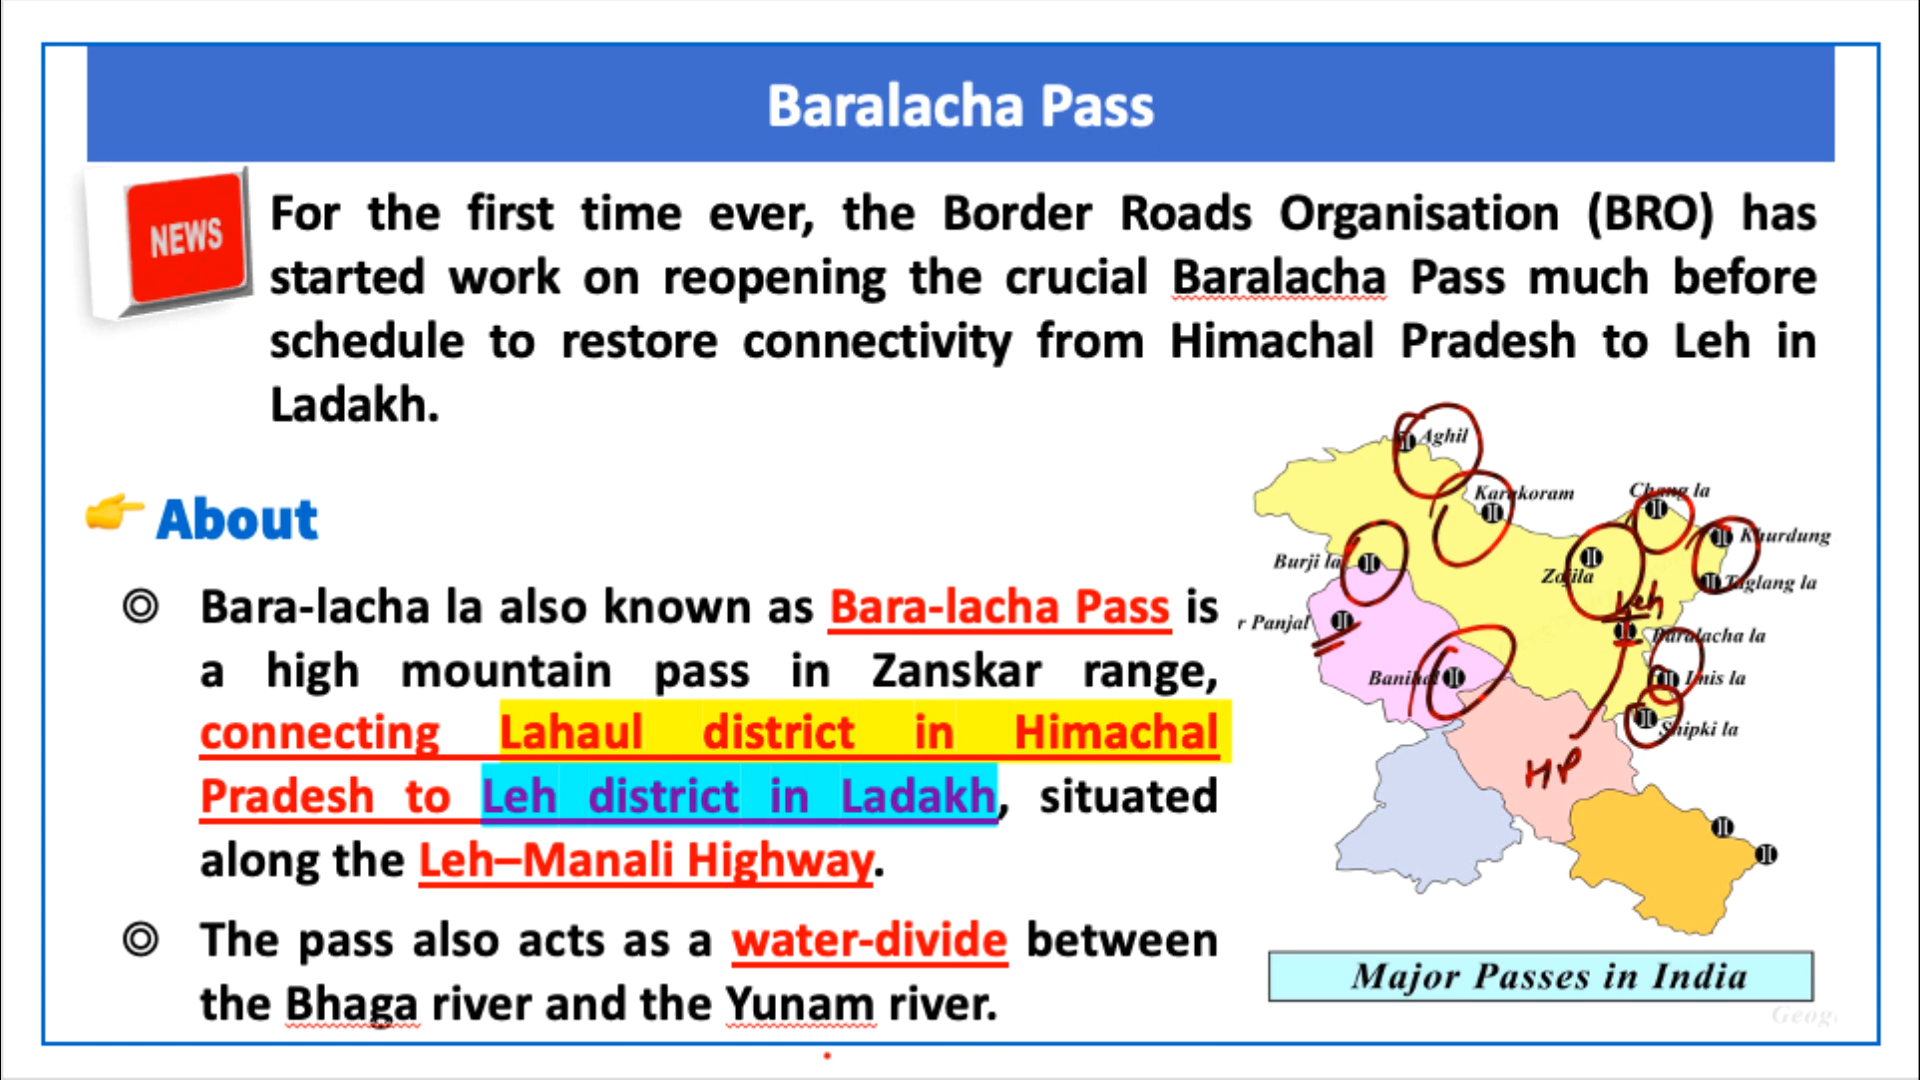 Baralacha Pass
NEWS
For the first time ever, the Border Roads Organisation (BRO) has
started work on reopening the crucial Baralacha Pass much before
schedule to restore connectivity from Himachal Pradesh to Leh in
Ladakh.
About
Bara-lacha la also known as Bara-lacha Pass is
a high mountain pass in Zanskar range,
connecting Lahaul district in Himachal
Pradesh to Leh district in Ladakh, situated
along the Leh–Manali Highway.
The pass also acts as a water-divide between
the Bhaga river and the Yunam river.
Aghil
Karakoram
Chang la
Khurdung
Burji la
Zojila
Taglang la
Leh
r Panjal
Baralacha la
Banihal
Imis la
Shipki la
HP
Major Passes in India
Geog